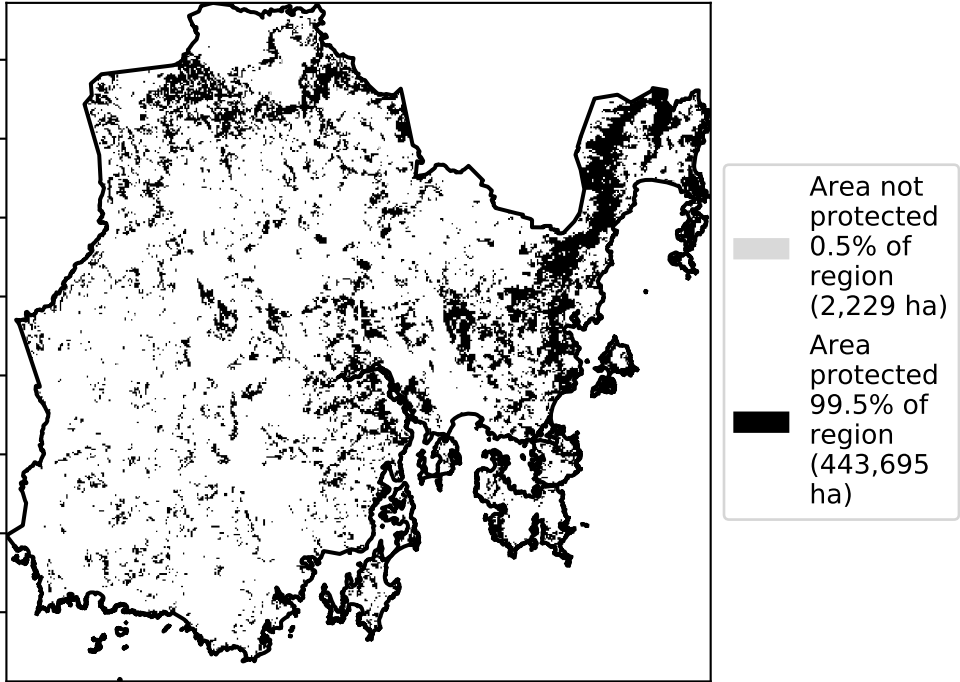 Area not
protected
0.5% of
region
(2,229 ha)
Area
protected
99.5% of
region
(443,695
ha)